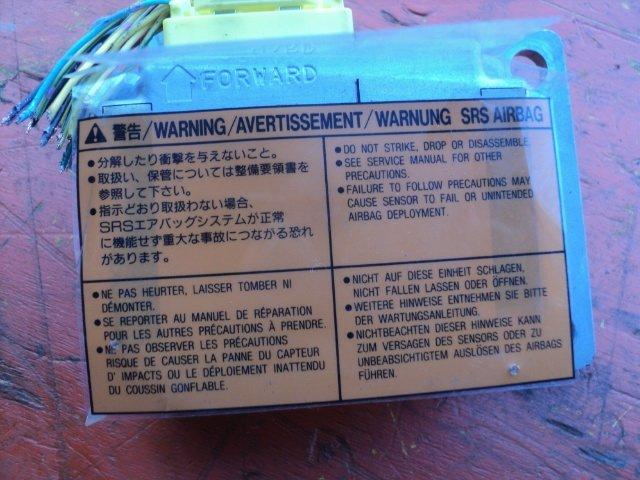 FORWARD
警告/WARNING/AVERTISSEMENT/WARNUNG SRS AIRBAG
●分解したり衝撃を与えないこと。
●取扱い、保管については整備要領書を
参照して下さい。
●指示どおり取扱わない場合、
SRSエアバッグシステムが正常
に機能せず重大な事故につながる恐れ
があります。
●DO NOT STRIKE, DROP OR DISASSEMBLE.
●SEE SERVICE MANUAL FOR OTHER
PRECAUTIONS.
●FAILURE TO FOLLOW PRECAUTIONS MAY
CAUSE SENSOR TO FAIL OR UNINTENDED
AIRBAG DEPLOYMENT.
●NE PAS HEURTER, LAISSER TOMBER NI
DÉMONTER.
●SE REPORTER AU MANUEL DE RÉPARATION
POUR LES AUTRES PRÉCAUTIONS À PRENDRE.
●NE PAS OBSERVER LES PRÉCAUTIONS
RISQUE DE CAUSER LA PANNE DU CAPTEUR
D' IMPACTS OU LE DÉPLOIEMENT INATTENDU
DU COUSSIN GONFLABLE.
●NICHT AUF DIESE EINHEIT SCHLAGEN,
NICHT FALLEN LASSEN ODER ÖFFNEN.
●WEITERE HINWEISE ENTNEHMEN SIE BITTE
DER WARTUNGSANLEITUNG.
●NICHTBEACHTEN DIESER HINWEISE KANN
ZUM VERSAGEN DES SENSORS ODER ZU
UNBEABSICHTIGTEM AUSLÖSEN DES AIRBAGS
FÜHREN.